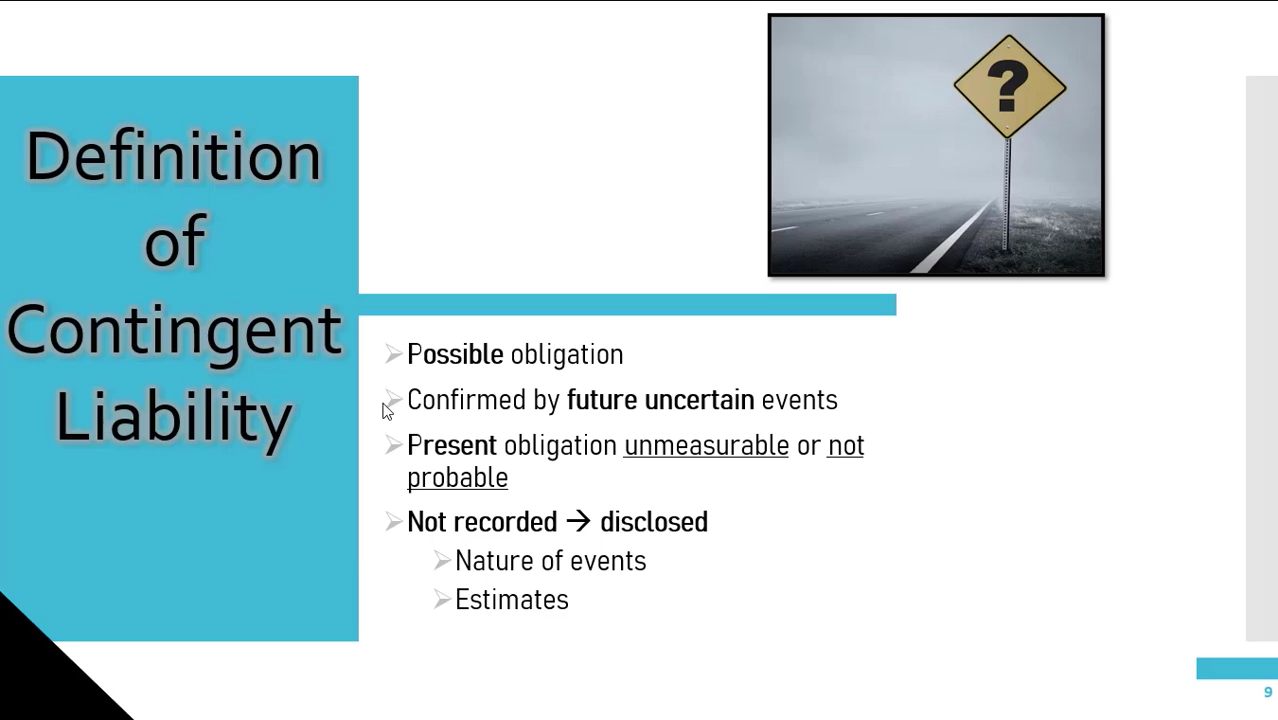 Definition
of
Contingent
Liability
?
Possible obligation
Confirmed by future uncertain events
Present obligation unmeasurable or not
probable
Not recorded → disclosed
Nature of events
Estimates
9